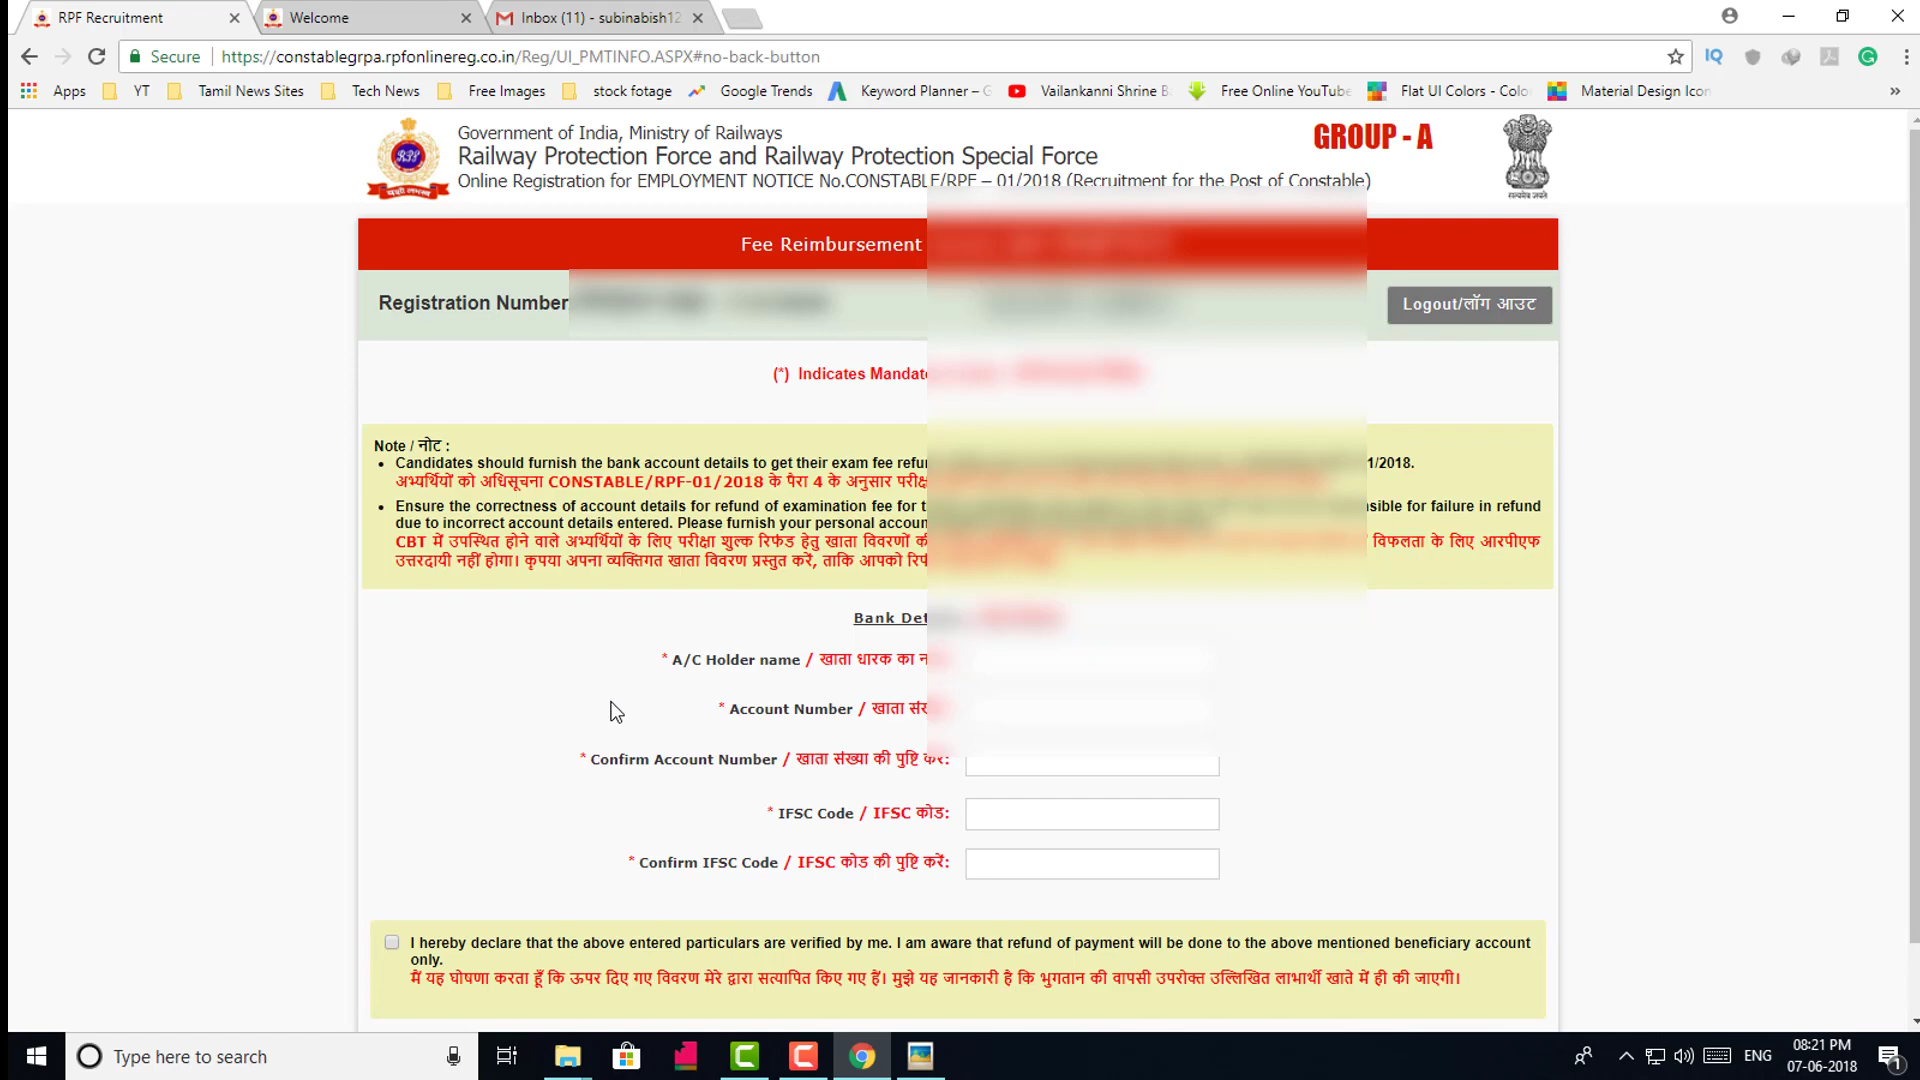 RPF Recruitment
Welcome
Inbox (11) - subinabish12
Secure
https://constablegrpa.rpfonlinereg.co.in/Reg/UI_PMTINFO.ASPX#no-back-button
Apps YT Tamil News Sites Tech News Free Images stock fotage Google Trends Keyword Planner – Vailankanni Shrine Free Online YouTube Flat UI Colors - Material Design »
Government of India, Ministry of Railways
Railway Protection Force and Railway Protection Special Force
Online Registration for EMPLOYMENT NOTICE No.CONSTABLE/RPF – 01/2018 (Recruitment for the Post of Constable)
GROUP - A
RPF
सत्यमेव जयते
Fee Reimbursement
Registration Number
Logout/लॉग आउट
(*) Indicates
Note / नोट :
• Candidates should furnish the bank account details to get their exam fee 1/2018.
अभ्यर्थियों को अधिसूचना CONSTABLE/RPF-01/2018 के पैरा 4 के अनुसार
• Ensure the correctness of account details for refund of examination fee for for failure in refund
due to incorrect account details entered. Please furnish your personal
CBT में उपस्थित होने वाले अभ्यर्थियों के लिए परीक्षा शुल्क रिफंड हेतु खाता विवरणों विफलता के लिए आरपीएफ
उत्तरदायी नहीं होगा। कृपया अपना व्यक्तिगत खाता विवरण प्रस्तुत करें, ताकि आपको
Bank
* A/C Holder name / खाता धारक का
* Account Number / खाता
* Confirm Account Number / खाता संख्या की पुष्टि करें:
* IFSC Code / IFSC कोड:
* Confirm IFSC Code / IFSC कोड की पुष्टि करें:
I hereby declare that the above entered particulars are verified by me. I am aware that refund of payment will be done to the above mentioned beneficiary account
only.
मैं यह घोषणा करता हूँ कि ऊपर दिए गए विवरण मेरे द्वारा सत्यापित किए गए हैं। मुझे यह जानकारी है कि भुगतान की वापसी उपरोक्त उल्लिखित लाभार्थी खाते में ही की जाएगी।
Type here to search
ENG
08:21 PM
07-06-2018
1